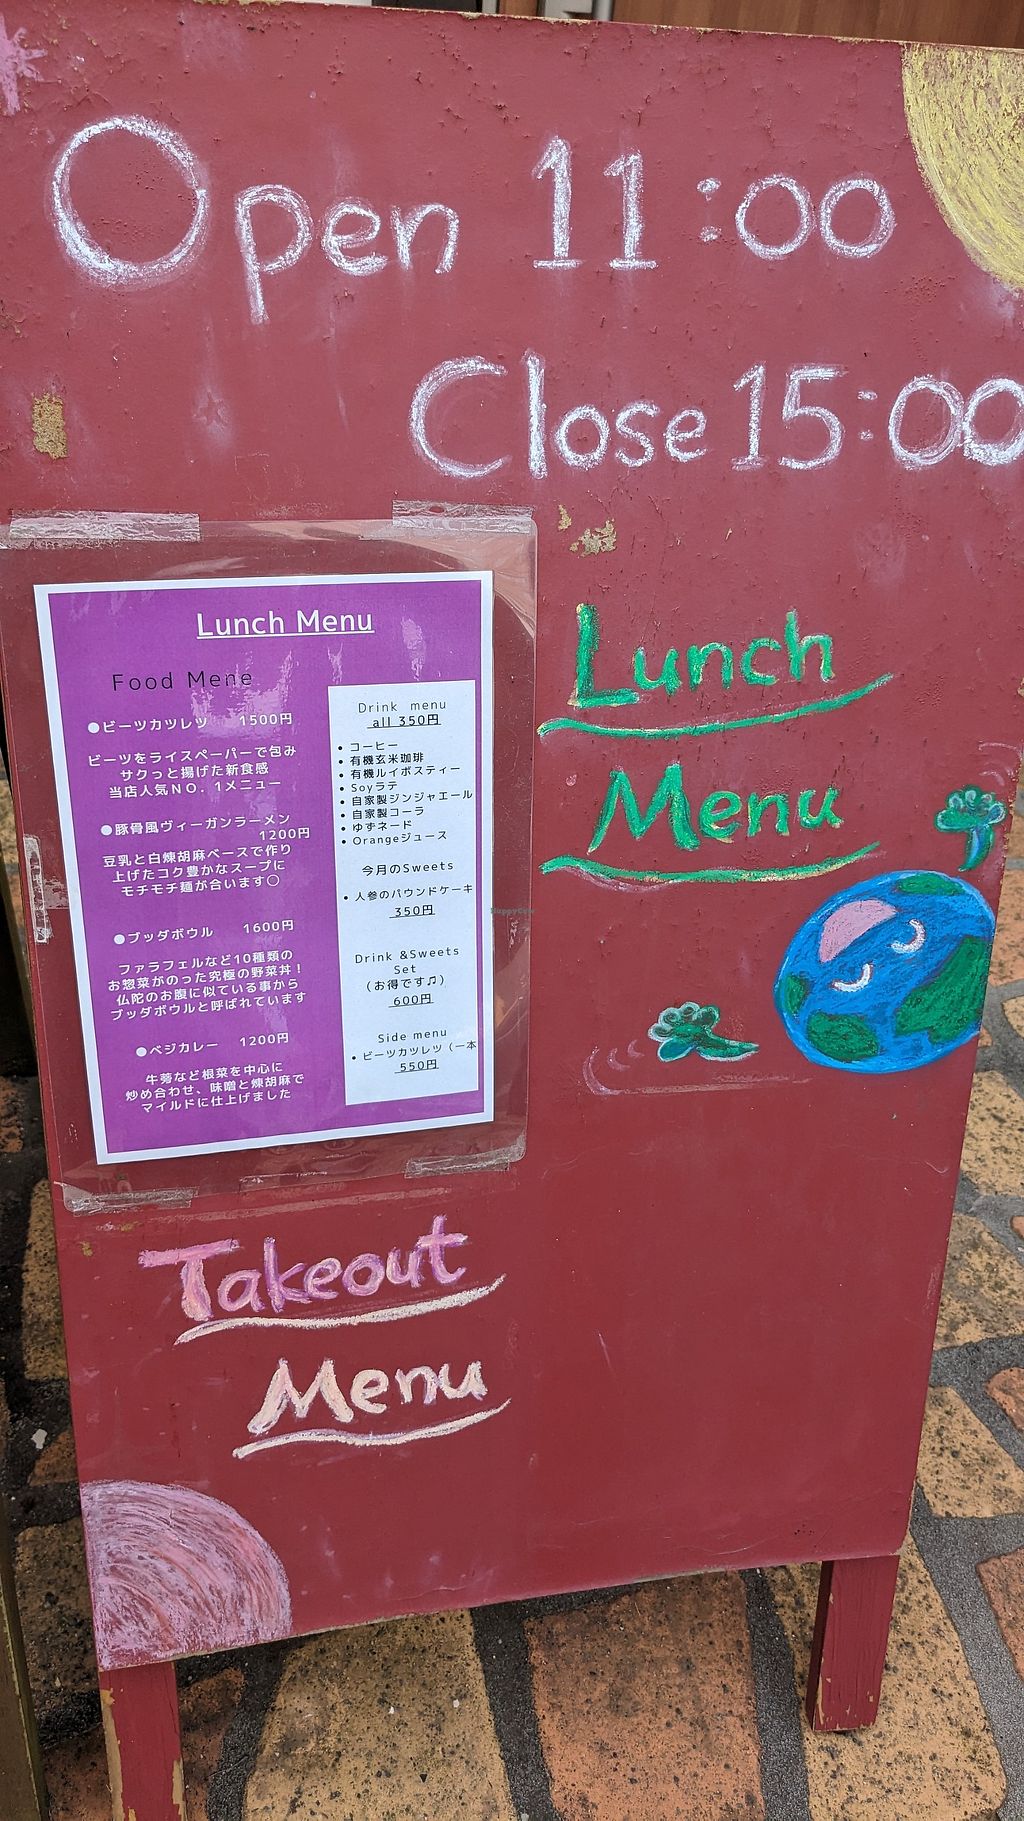 Open 11:00
Close 15:00
Lunch
Menu
Lunch Menu
Food Mene
●ビーツカツレツ 1500円
ビーツをライスペーパーで包み
サクっと揚げた新食感
当店人気NO.1メニュー
●豚骨風ヴィーガンラーメン
1200円
豆乳と白煉胡麻ベースで作り
上げたコク豊かなスープに
モチモチ麺が合います○
●ブッダボウル 1600円
ファラフェルなど10種類の
お惣菜がのった究極の野菜丼！
仏陀のお腹に似ている事から
ブッダボウルと呼ばれています
●ベジカレー 1200円
牛蒡など根菜を中心に
炒め合わせ、味噌と煉胡麻で
マイルドに仕上げました
Drink menu
all 350円
• コーヒー
• 有機玄米珈琲
• 有機ルイボスティー
• Soyラテ
• 自家製ジンジャエール
• 自家製コーラ
• ゆずネード
• Orangeジュース
今月のSweets
• 人参のパウンドケーキ
350円
Drink &Sweets
Set
(お得です♫)
600円
Side menu
• ビーツカツレツ（一本
550円
HappyCow
Takeout
Menu